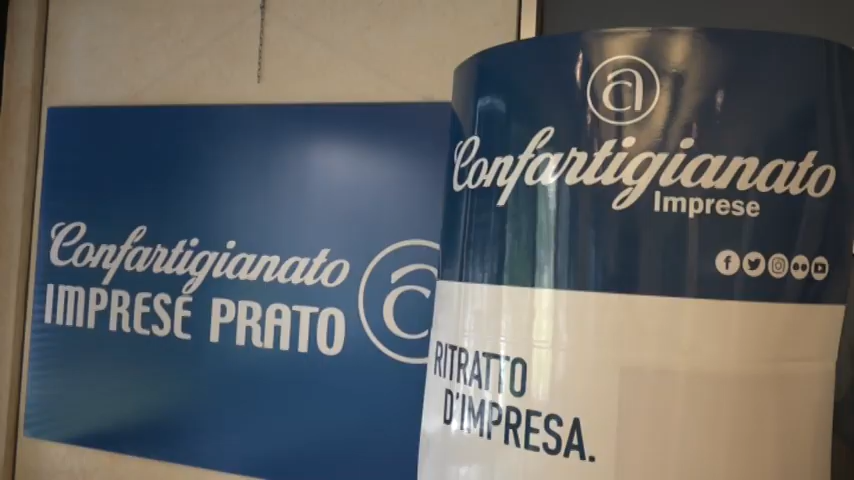 Confartigianato
IMPRESE PRATO
Confartigianato
Imprese
RITRATTO
D'IMPRESA.